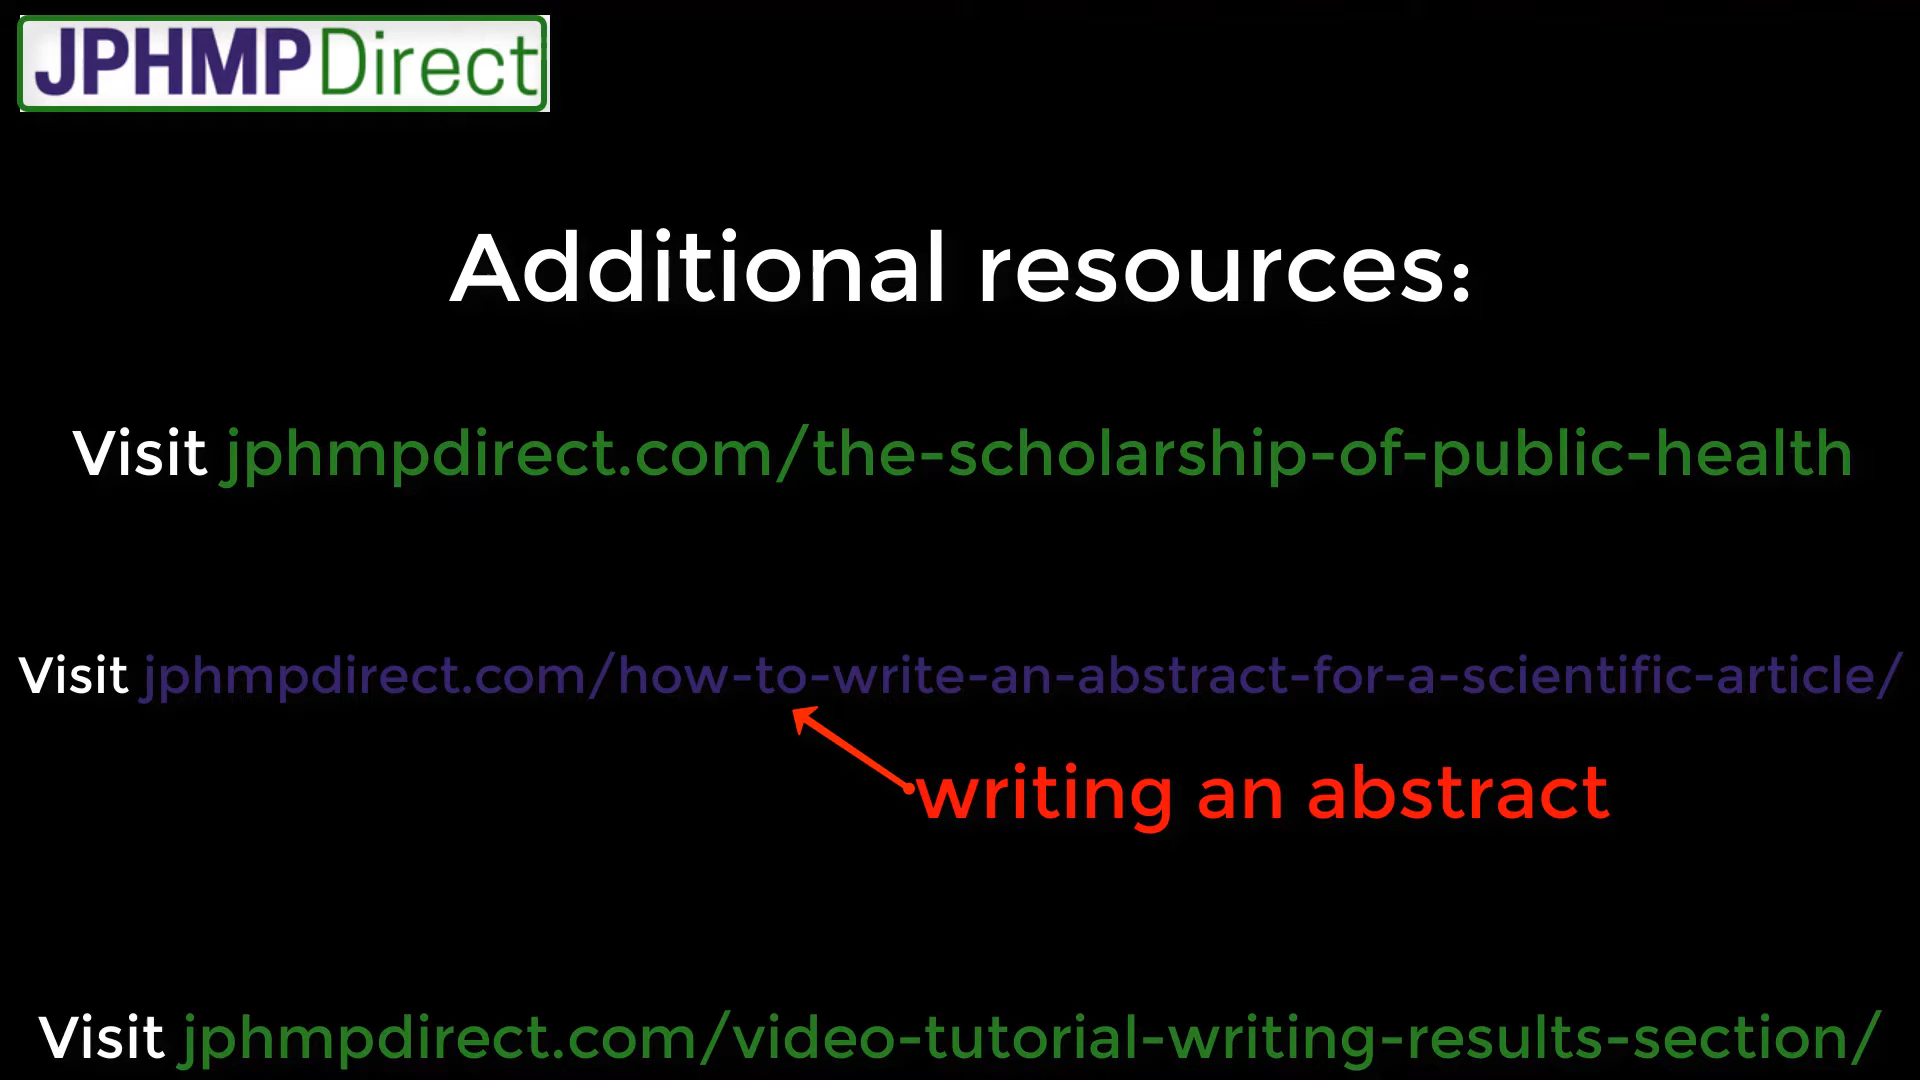 JPHMPDirect
Additional resources:
Visit jphmpdirect.com/the-scholarship-of-public-health
Visit jphmpdirect.com/how-to-write-an-abstract-for-a-scientific-article/
writing an abstract
Visit jphmpdirect.com/video-tutorial-writing-results-section/